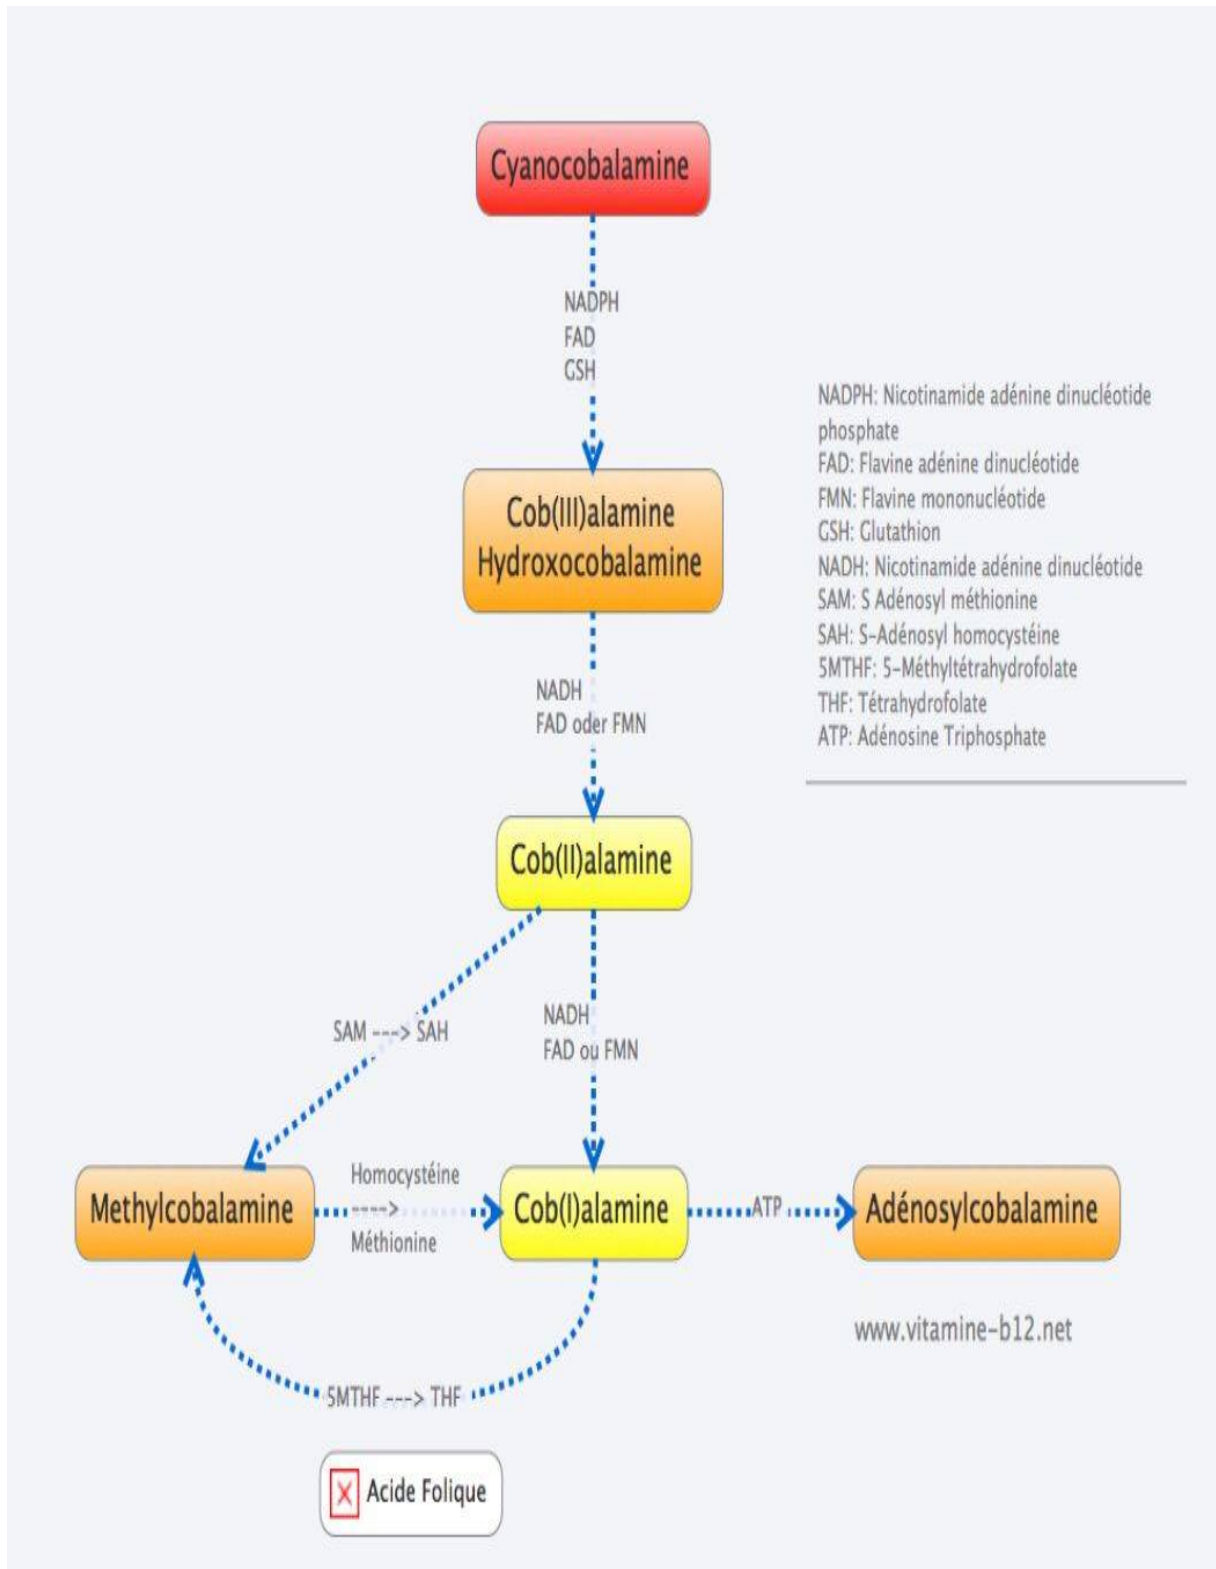 Cyanocobalamine
NADPH
FAD
GSH
Cob(III)alamine
Hydroxocobalamine
NADH
FAD oder FMN
NADPH: Nicotinamide adénine dinucléotide
phosphate
FAD: Flavine adénine dinucléotide
FMN: Flavine mononucléotide
GSH: Glutathion
NADH: Nicotinamide adénine dinucléotide
SAM: S Adénosyl méthionine
SAH: S-Adénosyl homocystéine
5MTHF: 5-Méthyltétrahydrofolate
THF: Tétrahydrofolate
ATP: Adénosine Triphosphate
Cob(II)alamine
SAM ---> SAH
NADH
FAD ou FMN
Methylcobalamine
Homocystéine
---->
Méthionine
Cob(I)alamine
ATP
Adénosylcobalamine
www.vitamine-b12.net
5MTHF ---> THF
Acide Folique